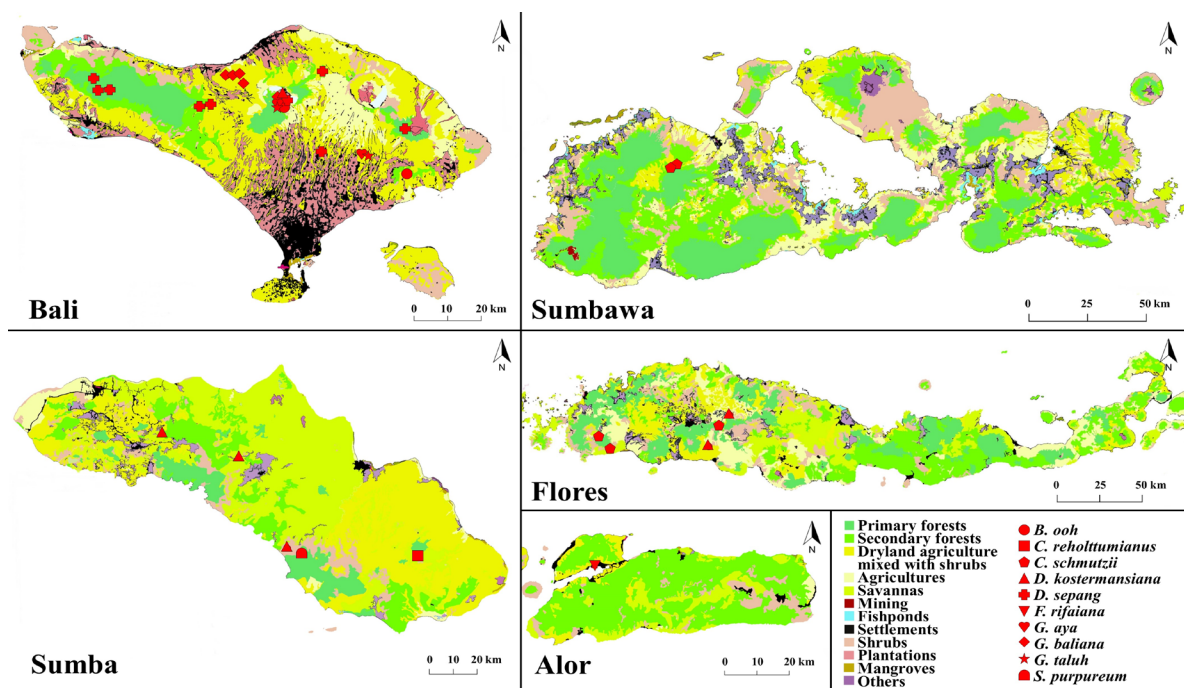 N
Bali
0 10 20 km
N
Sumbawa
0 25 50 km
N
Sumba
0 10 20 km
N
Flores
0 25 50 km
N
Alor
0 10 20 km
Primary forests
Secondary forests
Dryland agriculture
mixed with shrubs
Agricultures
Savannas
Mining
Fishponds
Settlements
Shrubs
Plantations
Mangroves
Others
B. ooh
C. reholttumianus
C. schmutzii
D. kostermansiana
D. sepang
F. rifaiana
G. aya
G. baliana
G. taluh
S. purpureum